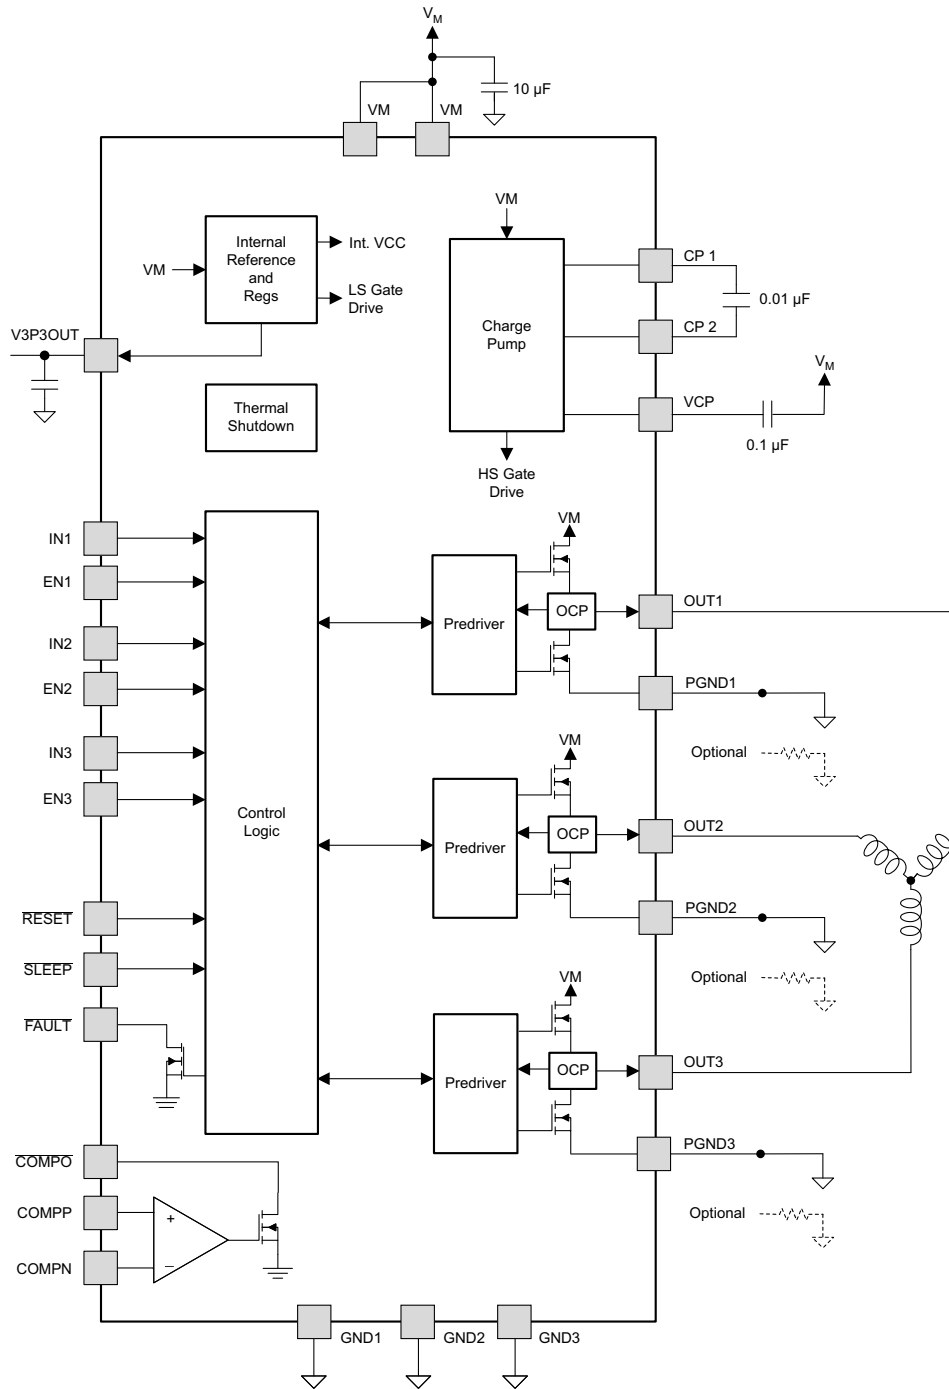 VM
10 µF
VM
VM
VM
Internal
Reference
and
Regs
Int. VCC
VM
LS Gate
Drive
CP 1
0.01 µF
Charge
Pump
CP 2
V3P3OUT
VM
Thermal
Shutdown
VCP
0.1 µF
HS Gate
Drive
IN1
VM
EN1
Predriver
OCP
OUT1
IN2
EN2
PGND1
IN3
VM
Optional
EN3
Control
Logic
Predriver
OCP
OUT2
RESET
PGND2
SLEEP
VM
Optional
FAULT
Predriver
OCP
OUT3
COMPO
PGND3
COMPP
+
Optional
COMPN
–
GND1
GND2
GND3